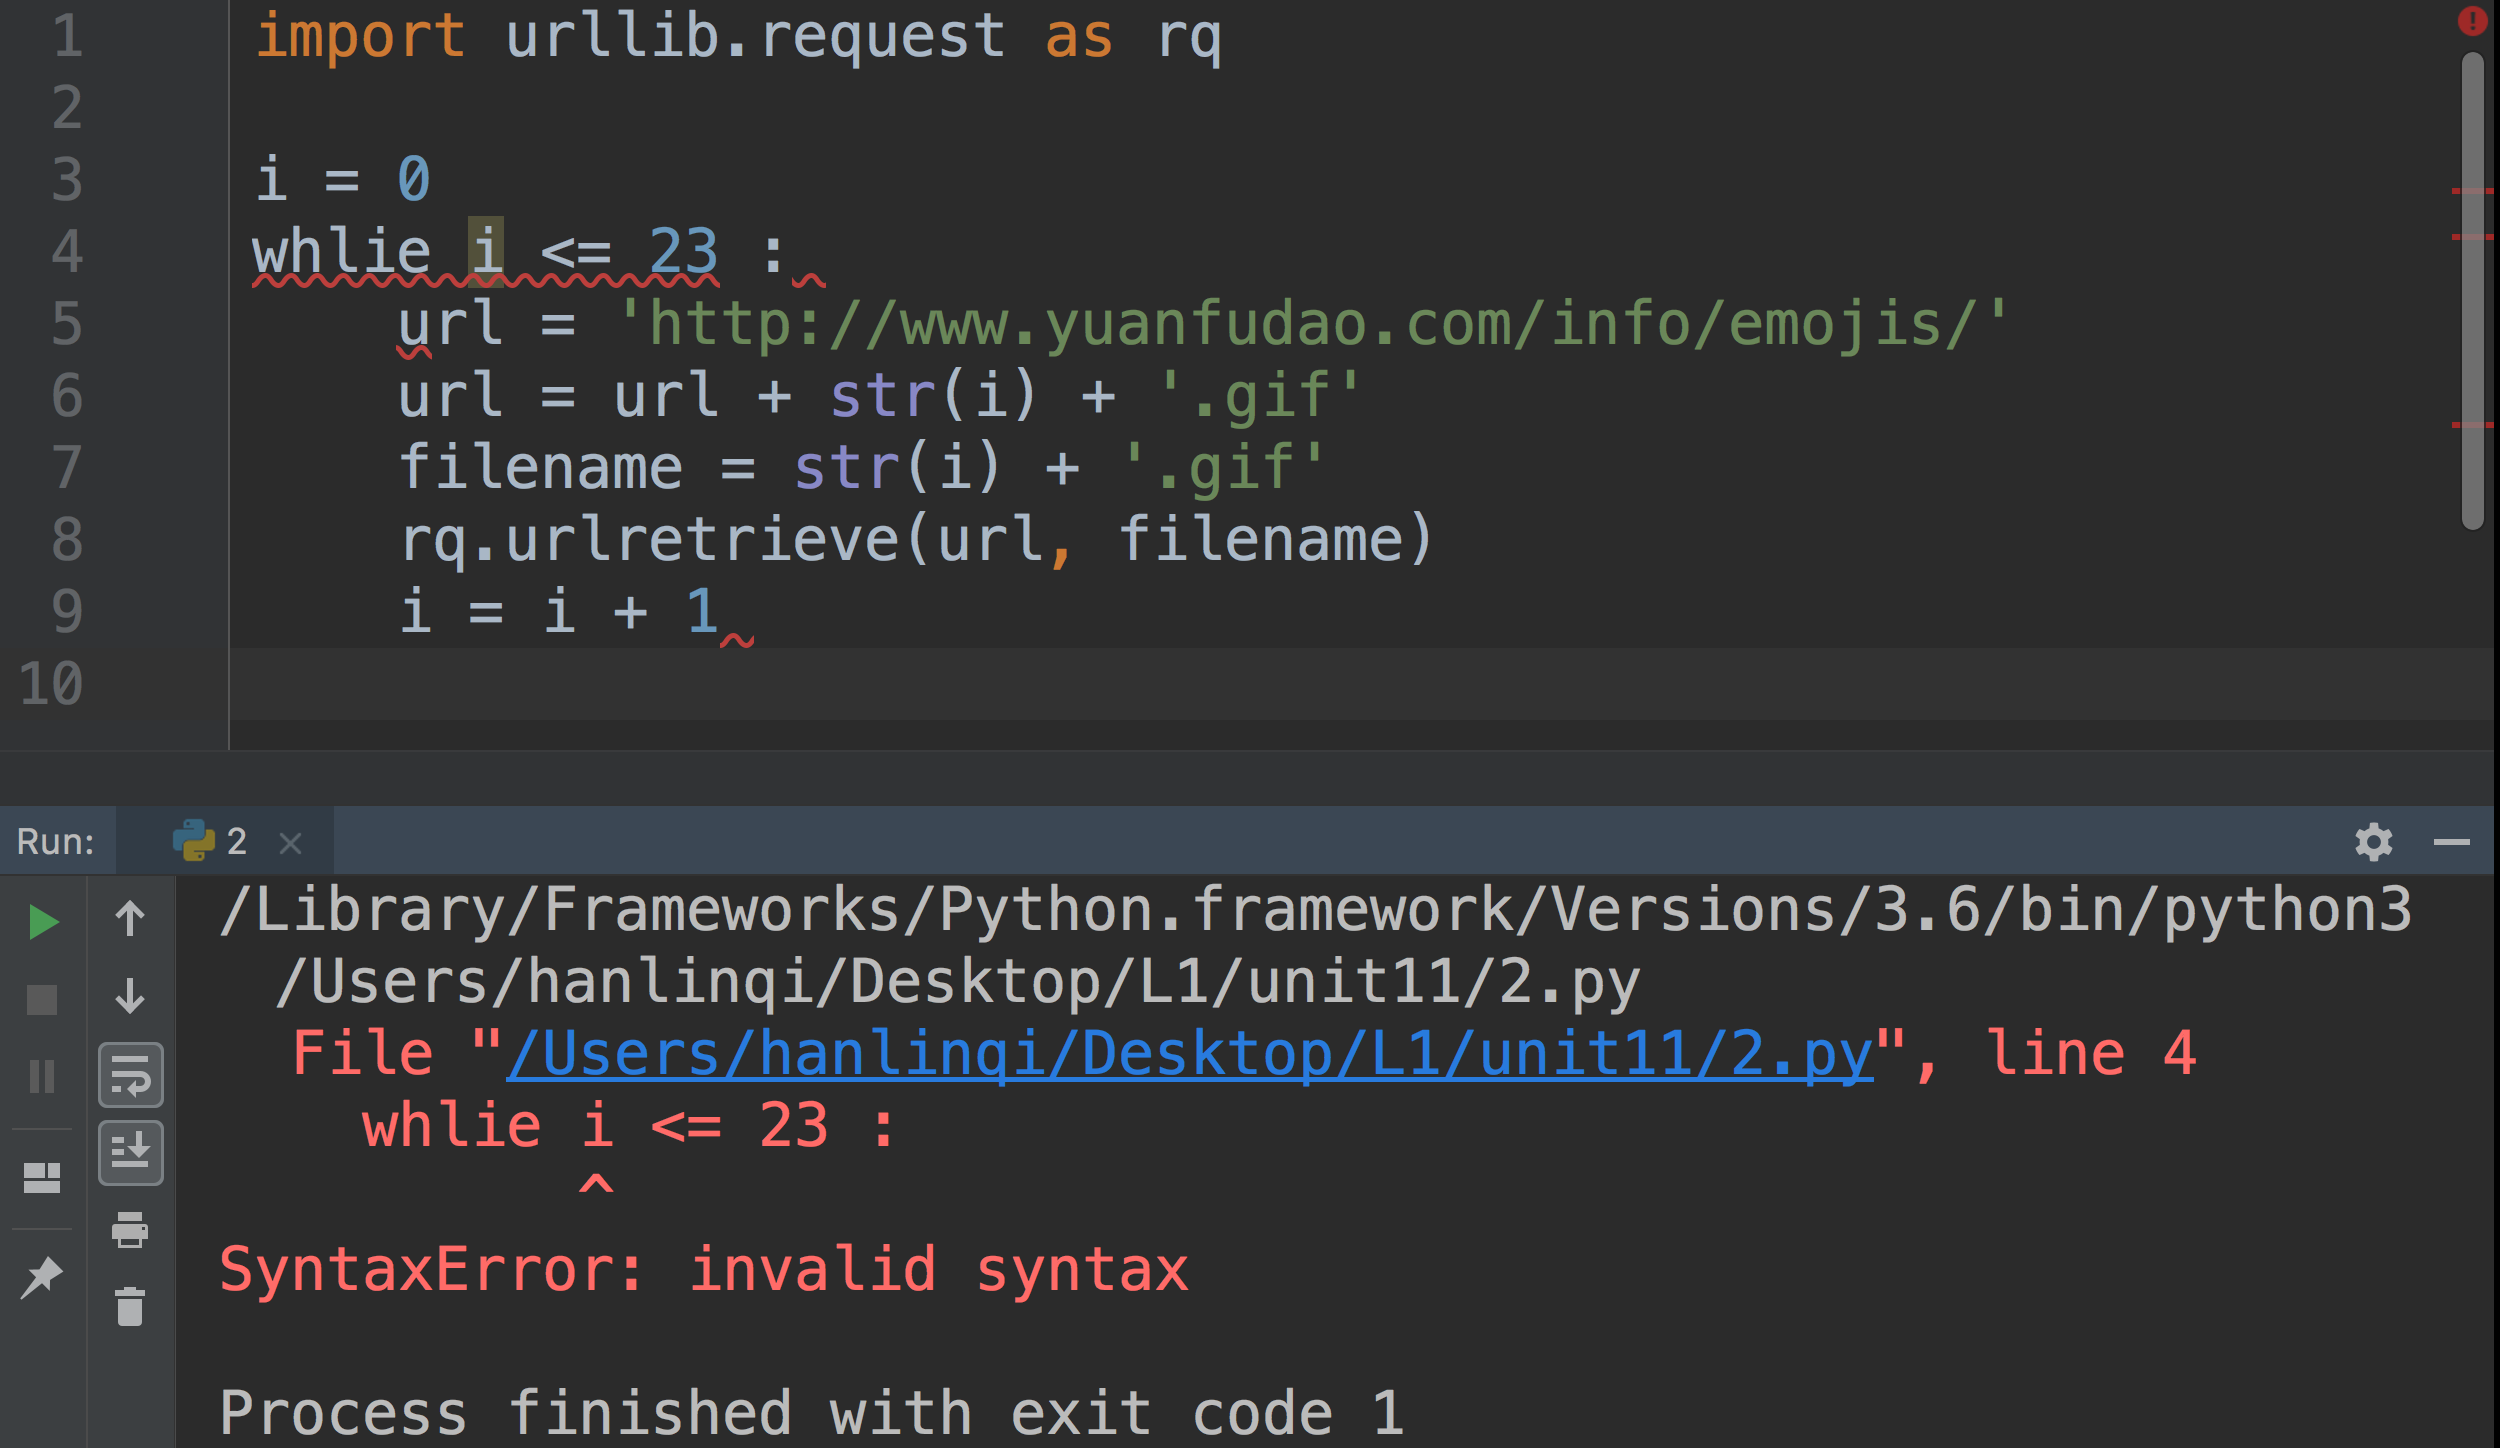 1 import urllib.request as rq
2
3 i = 0
4 whlie i <= 23 :
5     url = 'http://www.yuanfudao.com/info/emojis/'
6     url = url + str(i) + '.gif'
7     filename = str(i) + '.gif'
8     rq.urlretrieve(url, filename)
9     i = i + 1
10
Run: 2
/Library/Frameworks/Python.framework/Versions/3.6/bin/python3
/Users/hanlinqi/Desktop/L1/unit11/2.py
File "/Users/hanlinqi/Desktop/L1/unit11/2.py", line 4
whlie i <= 23 :
^
SyntaxError: invalid syntax
Process finished with exit code 1